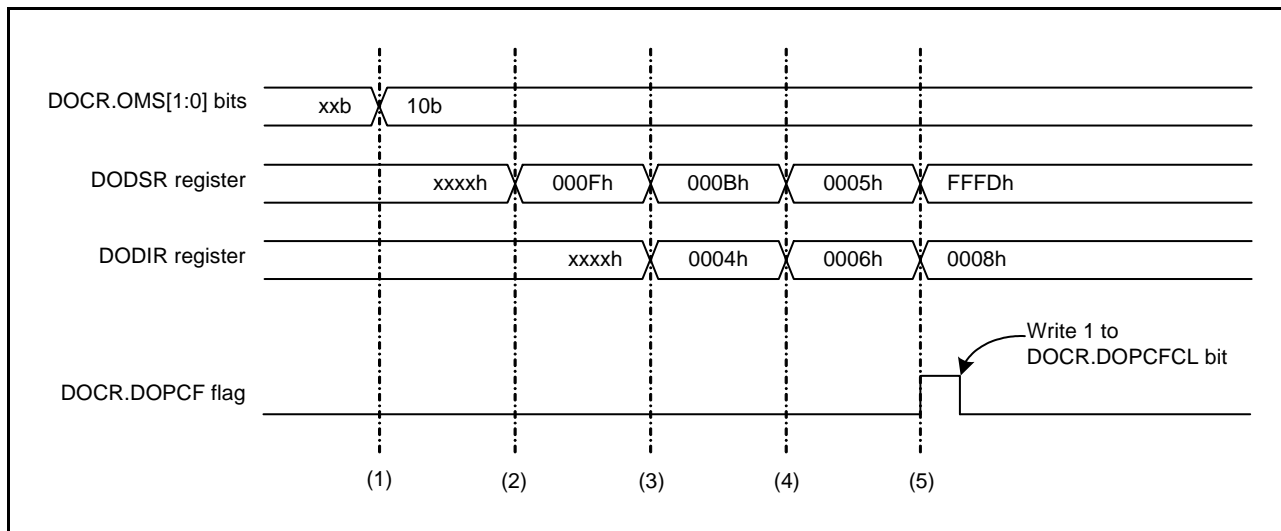 DOCR.OMS[1:0] bits xxb 10b
DODSR register xxxxh 000Fh 000Bh 0005h FFFDh
DODIR register xxxxh 0004h 0006h 0008h
Write 1 to
DOCR.DOPCFCL bit
DOCR.DOPCF flag
(1) (2) (3) (4) (5)